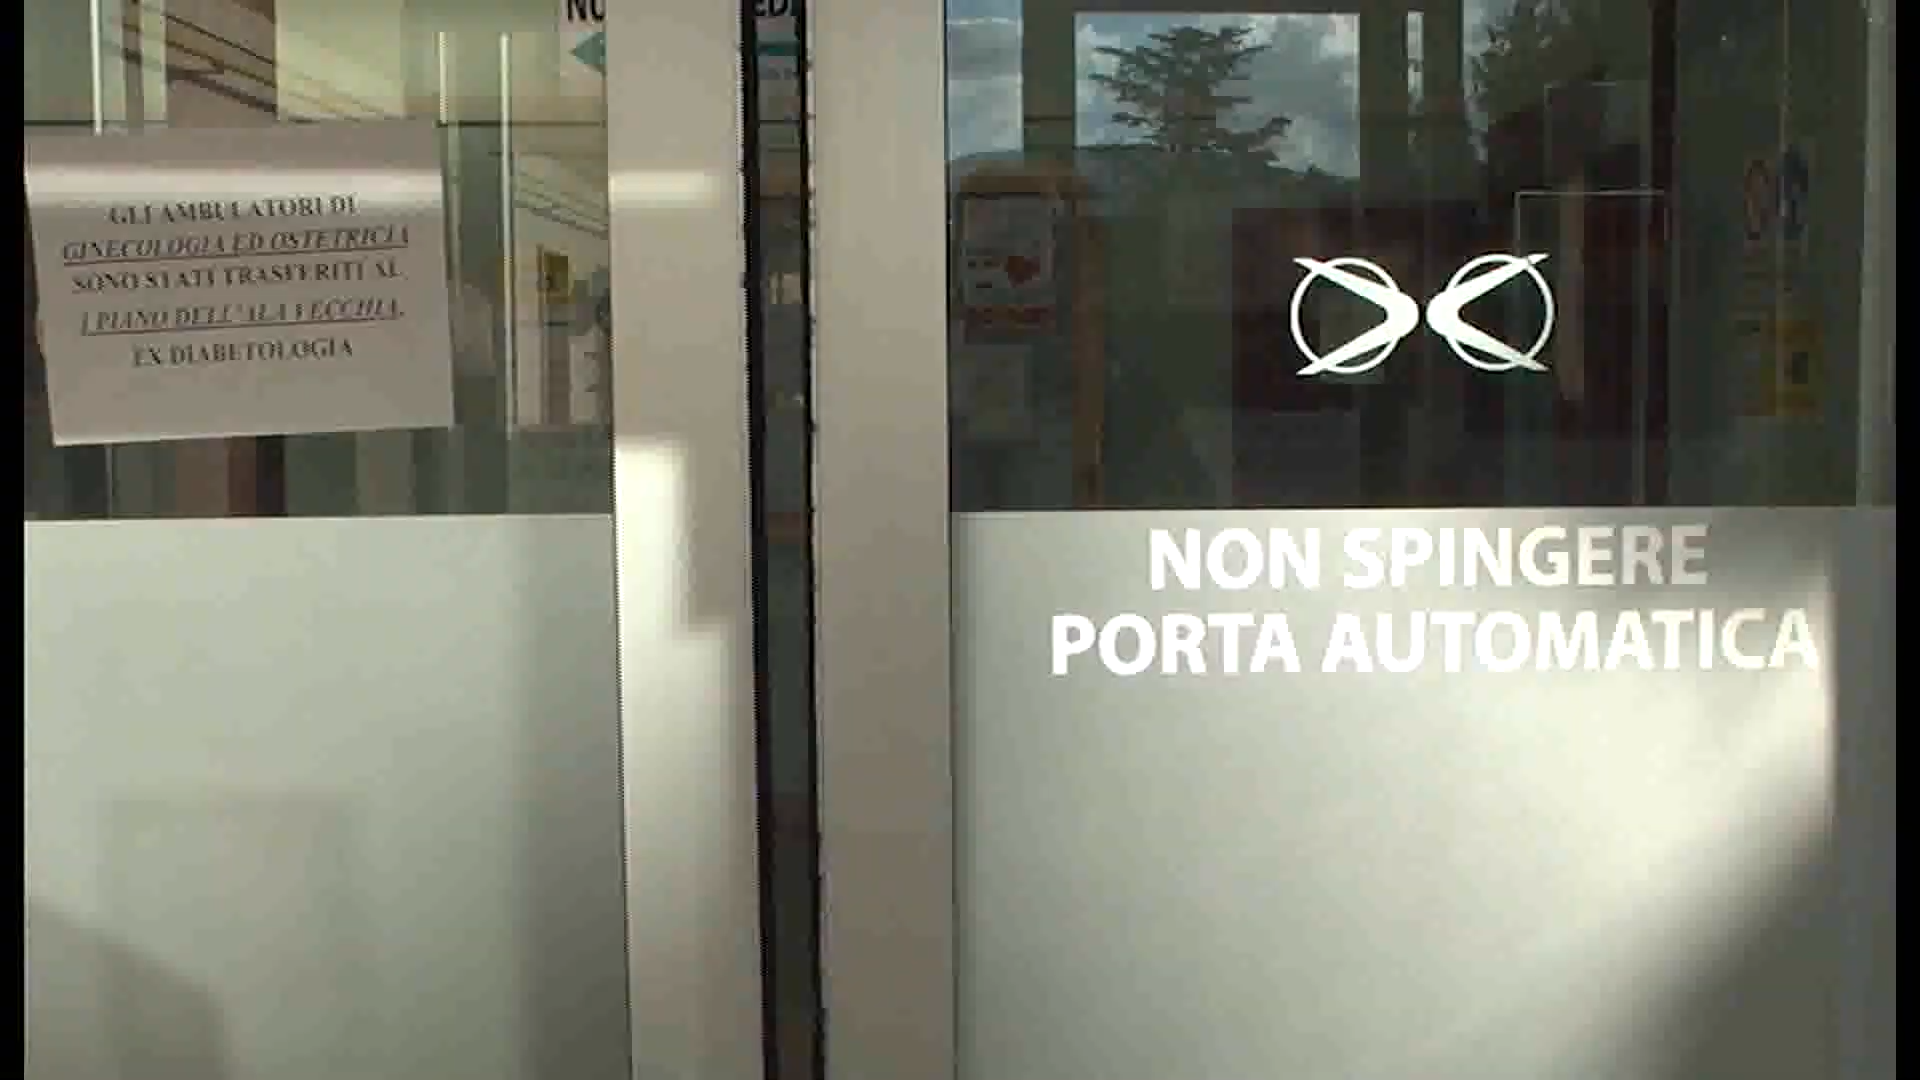 GLI AMBULATORI DI
GINECOLOGIA ED OSTETRICIA
SONO STATI TRASFERITI AL
I PIANO DELL'ALA VECCHIA,
EX DIABETOLOGIA
NON SPINGERE
PORTA AUTOMATICA